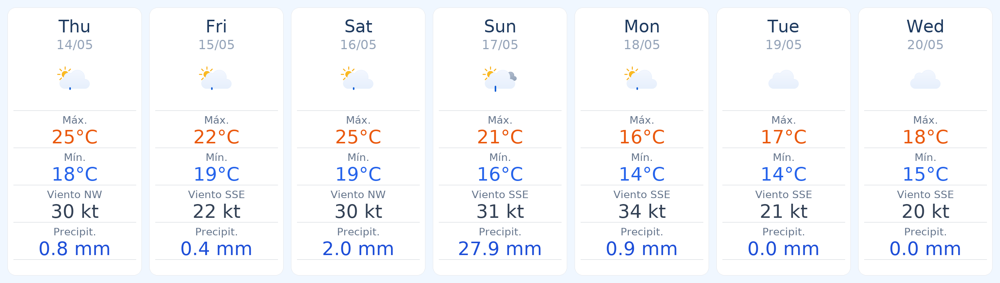 Thu
14/05
Máx.
25°C
Mín.
18°C
Viento NW
30 kt
Precipit.
0.8 mm
Fri
15/05
Máx.
22°C
Mín.
19°C
Viento SSE
22 kt
Precipit.
0.4 mm
Sat
16/05
Máx.
25°C
Mín.
19°C
Viento NW
30 kt
Precipit.
2.0 mm
Sun
17/05
Máx.
21°C
Mín.
16°C
Viento SSE
31 kt
Precipit.
27.9 mm
Mon
18/05
Máx.
16°C
Mín.
14°C
Viento SSE
34 kt
Precipit.
0.9 mm
Tue
19/05
Máx.
17°C
Mín.
14°C
Viento SSE
21 kt
Precipit.
0.0 mm
Wed
20/05
Máx.
18°C
Mín.
15°C
Viento SSE
20 kt
Precipit.
0.0 mm